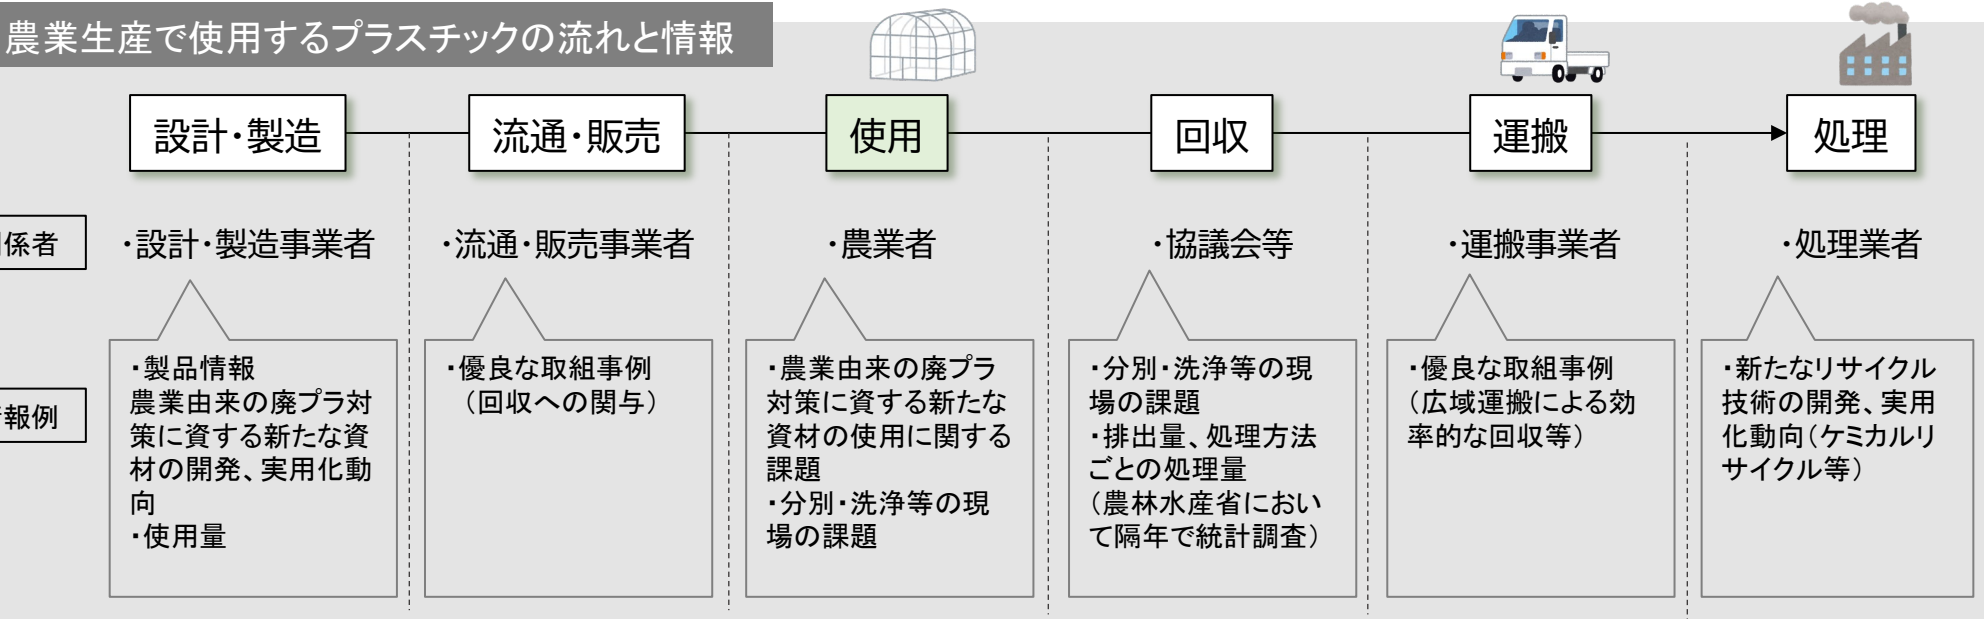 農業生産で使用するプラスチックの流れと情報
設計・製造
流通・販売
使用
回収
運搬
処理
係者
・設計・製造事業者
・流通・販売事業者
・農業者
・協議会等
・運搬事業者
・処理業者
報例
・製品情報
農業由来の廃プラ対
策に資する新たな資
材の開発、実用化動
向
・使用量
・優良な取組事例
（回収への関与）
・農業由来の廃プラ
対策に資する新たな
資材の使用に関する
課題
・分別・洗浄等の現
場の課題
・分別・洗浄等の現
場の課題
・排出量、処理方法
ごとの処理量
（農林水産省におい
て隔年で統計調査）
・優良な取組事例
（広域運搬による効
率的な回収等）
・新たなリサイクル
技術の開発、実用
化動向（ケミカルリ
サイクル等）